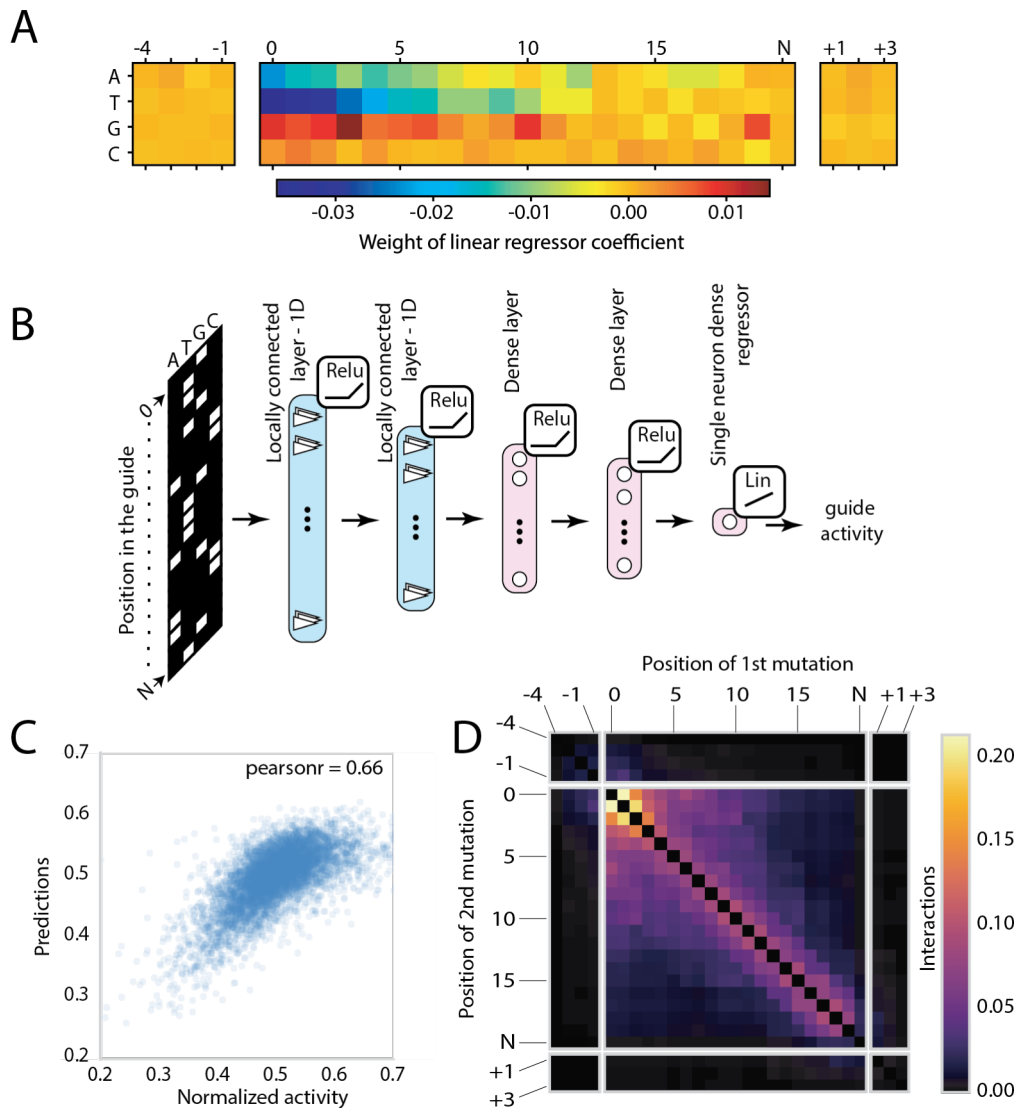 A
-4 -1 0 5 10 15 N +1 +3
A
T
G
C
-0.03 -0.02 -0.01 0.00 0.01
Weight of linear regressor coefficient
B
A T G C
0
Position in the guide
N
Locally connected
layer - 1D
Relu
Locally connected
layer - 1D
Relu
Dense layer
Relu
Dense layer
Relu
Single neuron dense
regressor
Lin
guide
activity
C
pearsonr = 0.66
0.7
0.6
0.5
0.4
0.3
0.2
Predictions
0.2 0.3 0.4 0.5 0.6 0.7
Normalized activity
D
Position of 1st mutation
-4 -1 0 5 10 15 N +1 +3
Position of 2nd mutation
-4
-1
0
5
10
15
N
+1
+3
0.20
0.15
0.10
0.05
0.00
Interactions